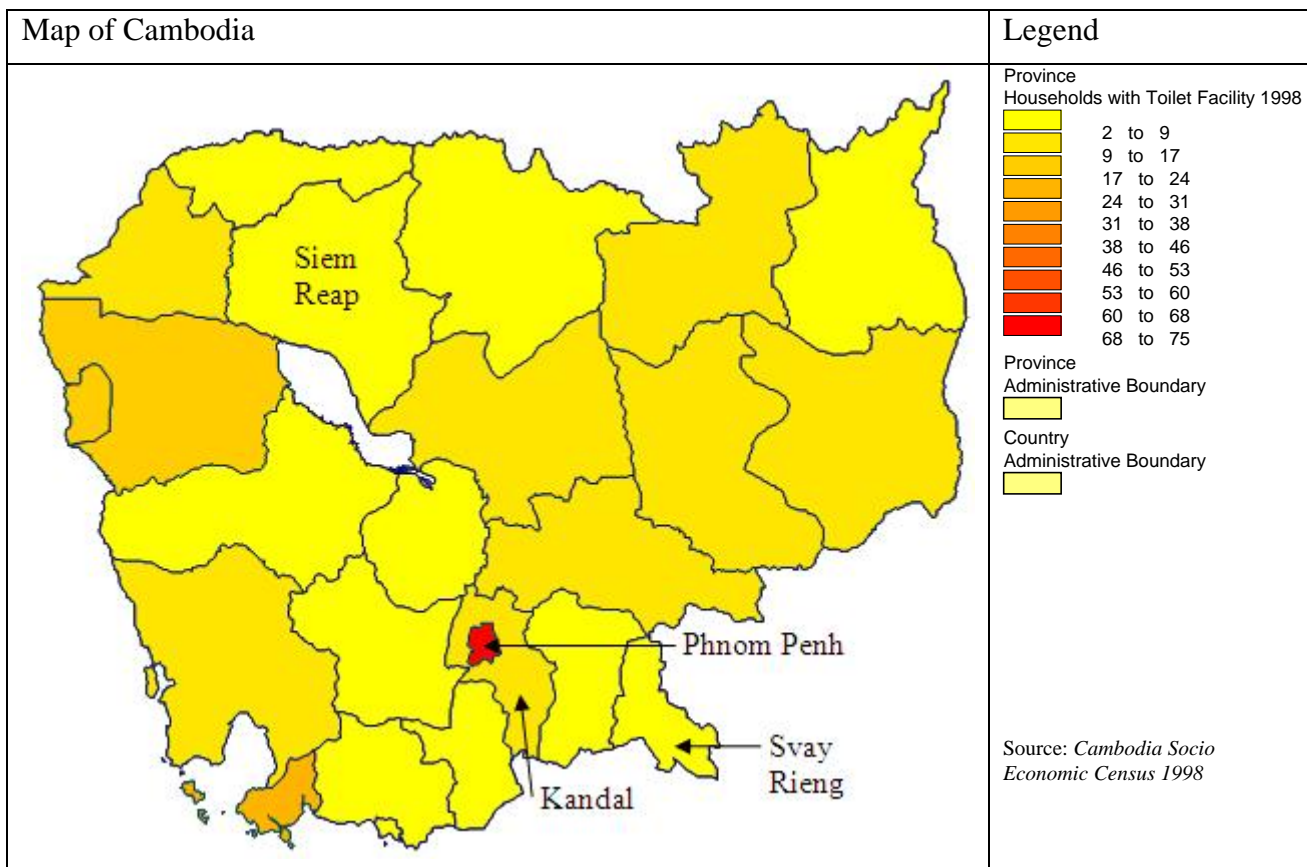 Map of Cambodia
Legend
Siem
Reap
Phnom Penh
Svay
Rieng
Kandal
Province
Households with Toilet Facility 1998
2 to 9
9 to 17
17 to 24
24 to 31
31 to 38
38 to 46
46 to 53
53 to 60
60 to 68
68 to 75
Province
Administrative Boundary
Country
Administrative Boundary
Source: Cambodia Socio
Economic Census 1998